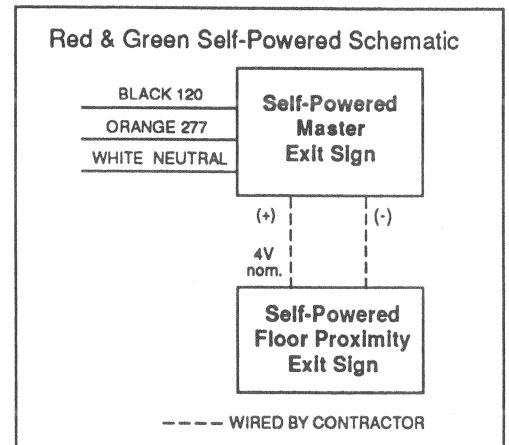 Red & Green Self-Powered Schematic
BLACK 120
ORANGE 277
WHITE NEUTRAL
Self-Powered
Master
Exit Sign
(+)
(-)
4V
nom.
Self-Powered
Floor Proximity
Exit Sign
---- WIRED BY CONTRACTOR